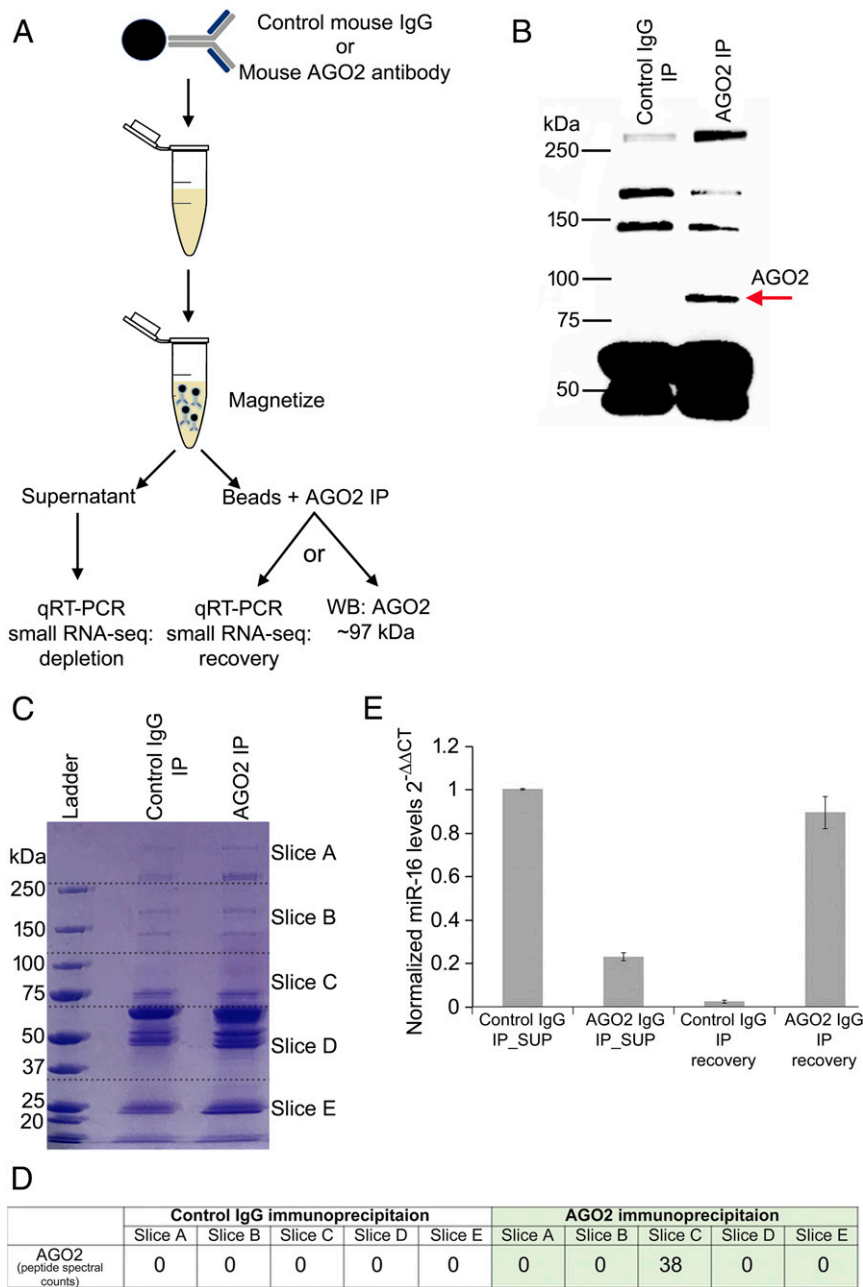 A
Control mouse IgG
or
Mouse AGO2 antibody
Magnetize
Supernatant
Beads + AGO2 IP
or
qRT-PCR
small RNA-seq:
depletion
qRT-PCR
small RNA-seq:
recovery
WB: AGO2
~97 kDa
B
Control IgG
IP
AGO2 IP
kDa
250
150
100
AGO2
75
50
C
Ladder
Control IgG
IP
AGO2 IP
kDa
250
150
100
75
50
37
25
20
Slice A
Slice B
Slice C
Slice D
Slice E
E
Normalized miR-16 levels 2-ΔΔCT
1.2
1
0.8
0.6
0.4
0.2
0
Control IgG
IP_SUP
AGO2 IgG
IP_SUP
Control IgG
IP
recovery
AGO2 IgG
IP
recovery
D
Control IgG immunoprecipitaion AGO2 immunoprecipitaion
Slice A Slice B Slice C Slice D Slice E Slice A Slice B Slice C Slice D Slice E
AGO2
(peptide spectral
counts)
0 0 0 0 0 0 0 38 0 0